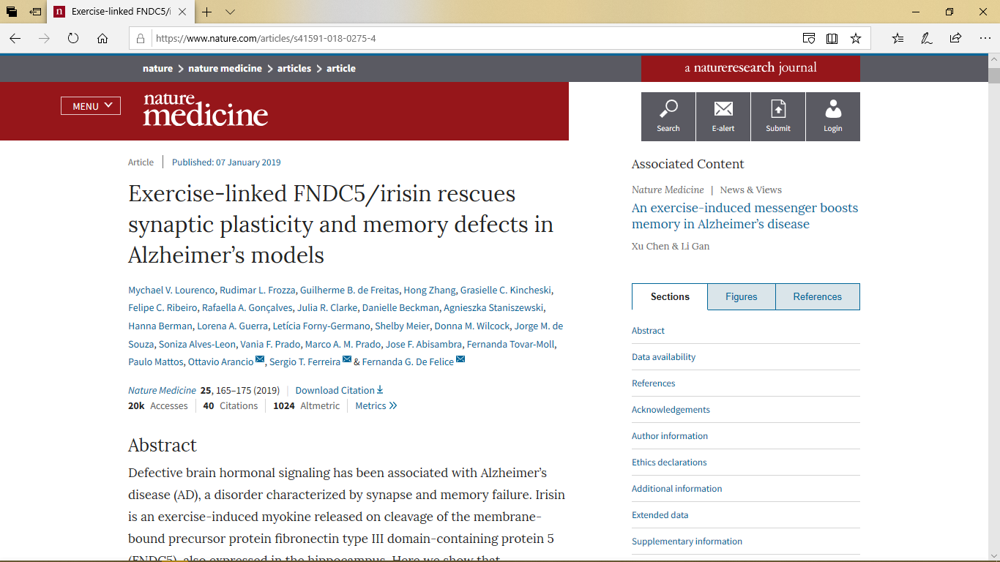 Exercise-linked FNDC5/i
https://www.nature.com/articles/s41591-018-0275-4
nature > nature medicine > articles > article
a natureresearch journal
MENU
nature
medicine
Search
E-alert
Submit
Login
Article
Published: 07 January 2019
Exercise-linked FNDC5/irisin rescues
synaptic plasticity and memory defects in
Alzheimer’s models
Mychael V. Lourenco, Rudimar L. Frozza, Guilherme B. de Freitas, Hong Zhang, Grasielle C. Kincheski,
Felipe C. Ribeiro, Rafaella A. Gonçalves, Julia R. Clarke, Danielle Beckman, Agnieszka Staniszewski,
Hanna Berman, Lorena A. Guerra, Letícia Forny-Germano, Shelby Meier, Donna M. Wilcock, Jorge M. de
Souza, Soniza Alves-Leon, Vania F. Prado, Marco A. M. Prado, Jose F. Abisambra, Fernanda Tovar-Moll,
Paulo Mattos, Ottavio Arancio, Sergio T. Ferreira & Fernanda G. De Felice
Nature Medicine 25, 165–175 (2019) | Download Citation
20k Accesses | 40 Citations | 1024 Altmetric | Metrics »
Abstract
Defective brain hormonal signaling has been associated with Alzheimer’s
disease (AD), a disorder characterized by synapse and memory failure. Irisin
is an exercise-induced myokine released on cleavage of the membrane-
bound precursor protein fibronectin type III domain-containing protein 5
(FNDC5), also expressed in the hippocampus. Here we show that
Associated Content
Nature Medicine | News & Views
An exercise-induced messenger boosts
memory in Alzheimer’s disease
Xu Chen & Li Gan
Sections
Figures
References
Abstract
Data availability
References
Acknowledgements
Author information
Ethics declarations
Additional information
Extended data
Supplementary information